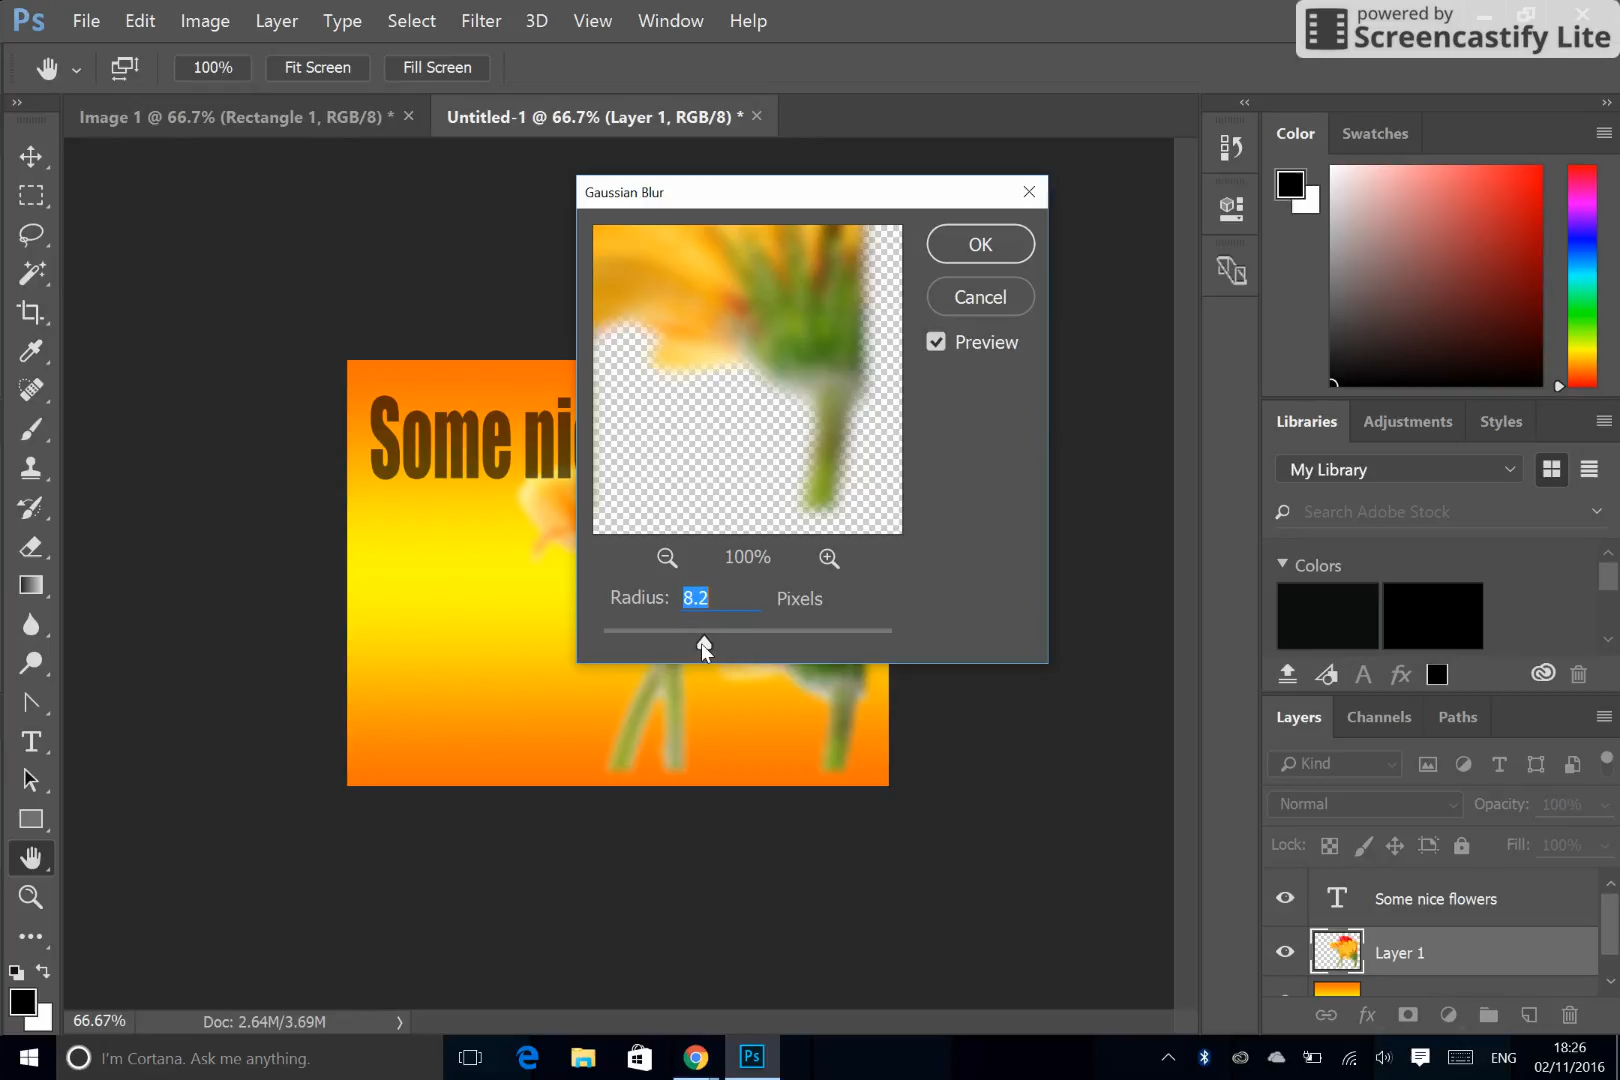 Ps File Edit Image Layer Type Select Filter 3D View Window Help
powered by
Screencastify Lite
100% Fit Screen Fill Screen
Image 1 @ 66.7% (Rectangle 1, RGB/8) * Untitled-1 @ 66.7% (Layer 1, RGB/8) *
Color Swatches
Gaussian Blur
OK
Cancel
Preview
100%
Radius: 8.2 Pixels
Some ni
Libraries Adjustments Styles
My Library
Search Adobe Stock
Colors
Layers Channels Paths
Kind
Normal Opacity: 100%
Lock: Fill: 100%
Some nice flowers
Layer 1
66.67% Doc: 2.64M/3.69M
I'm Cortana. Ask me anything.
Ps
ENG
18:26
02/11/2016